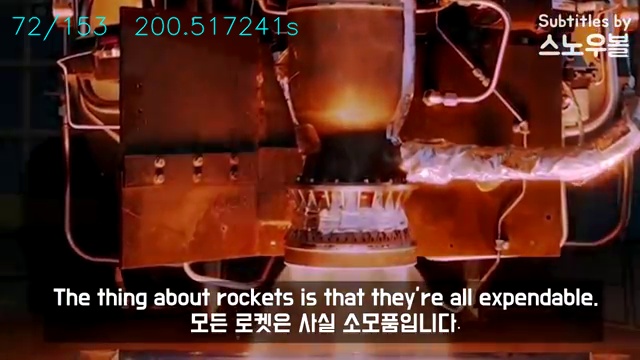 72/153 200.517241s
Subtitles by
스노우볼
The thing about rockets is that they're all expendable.
모든 로켓은 사실 소모품입니다.